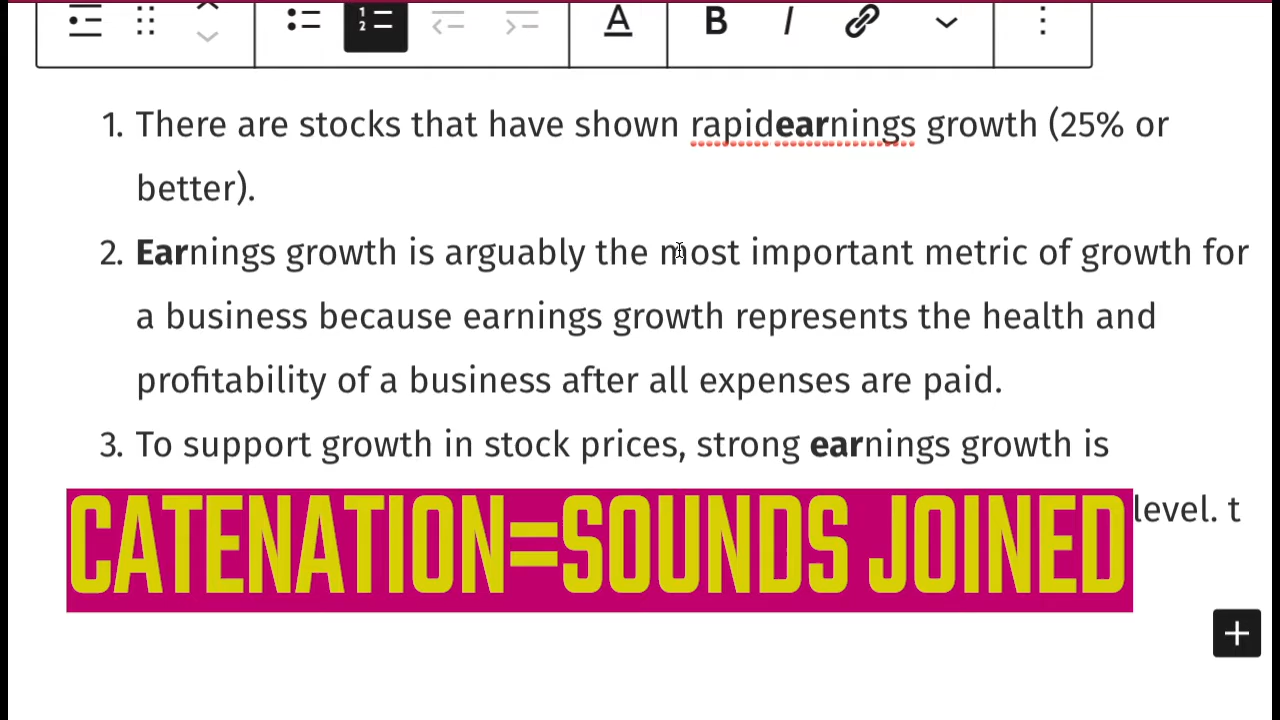 1. There are stocks that have shown rapidearnings growth (25% or
better).
2. Earnings growth is arguably the most important metric of growth for
a business because earnings growth represents the health and
profitability of a business after all expenses are paid.
3. To support growth in stock prices, strong earnings growth is
level. t
CATENATION=SOUNDS JOINED